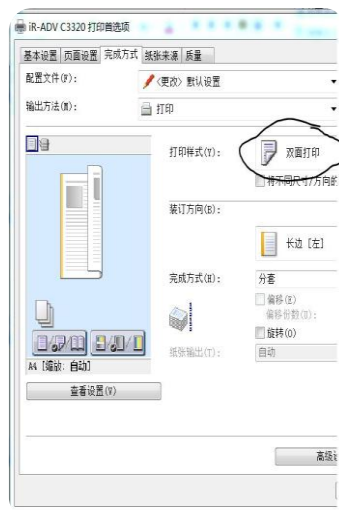 iR-ADV C3320 打印首选项
基本设置 页面设置 完成方式 纸张来源 质量
配置文件(F):
〈更改〉默认设置
输出方法(M):
打印
打印样式(Y):
双面打印
将不同尺寸/方向的
装订方向(B):
长边 [左]
完成方式(H):
分套
偏移(E)
偏移份数(O):
旋转(O)
纸张输出(T):
自动
A4 [缩放: 自动]
查看设置(V)
高级